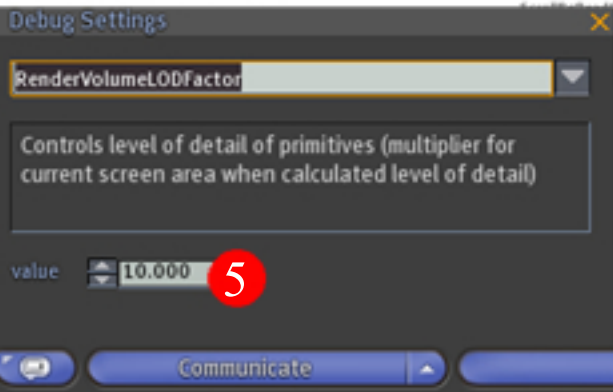 Debug Settings
RenderVolumeLODFactor
Controls level of detail of primitives (multiplier for
current screen area when calculated level of detail)
value 10.000 5
Communicate